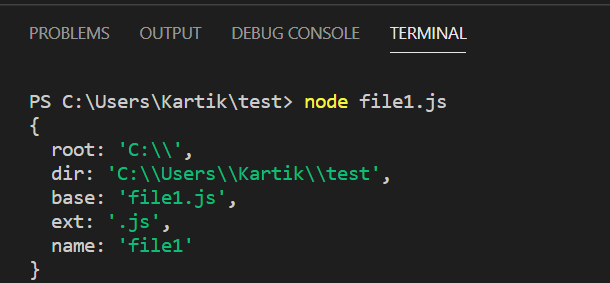 PROBLEMS OUTPUT DEBUG CONSOLE TERMINAL
PS C:\Users\Kartik\test> node file1.js
{
  root: 'C:\\',
  dir: 'C:\\Users\\Kartik\\test',
  base: 'file1.js',
  ext: '.js',
  name: 'file1'
}